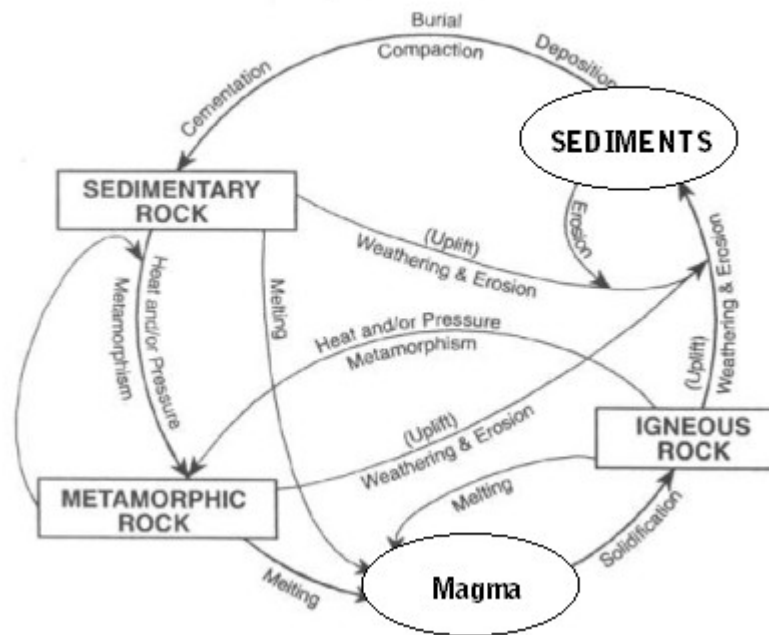 Burial
Compaction
Deposition
Cementation
SEDIMENTS
SEDIMENTARY
ROCK
Erosion
(Uplift)
Weathering & Erosion
Melting
Heat and/or Pressure
Metamorphism
Heat and/or Pressure
Metamorphism
(Uplift)
Weathering & Erosion
(Uplift)
Weathering & Erosion
IGNEOUS
ROCK
METAMORPHIC
ROCK
Melting
Solidification
Magma
Melting